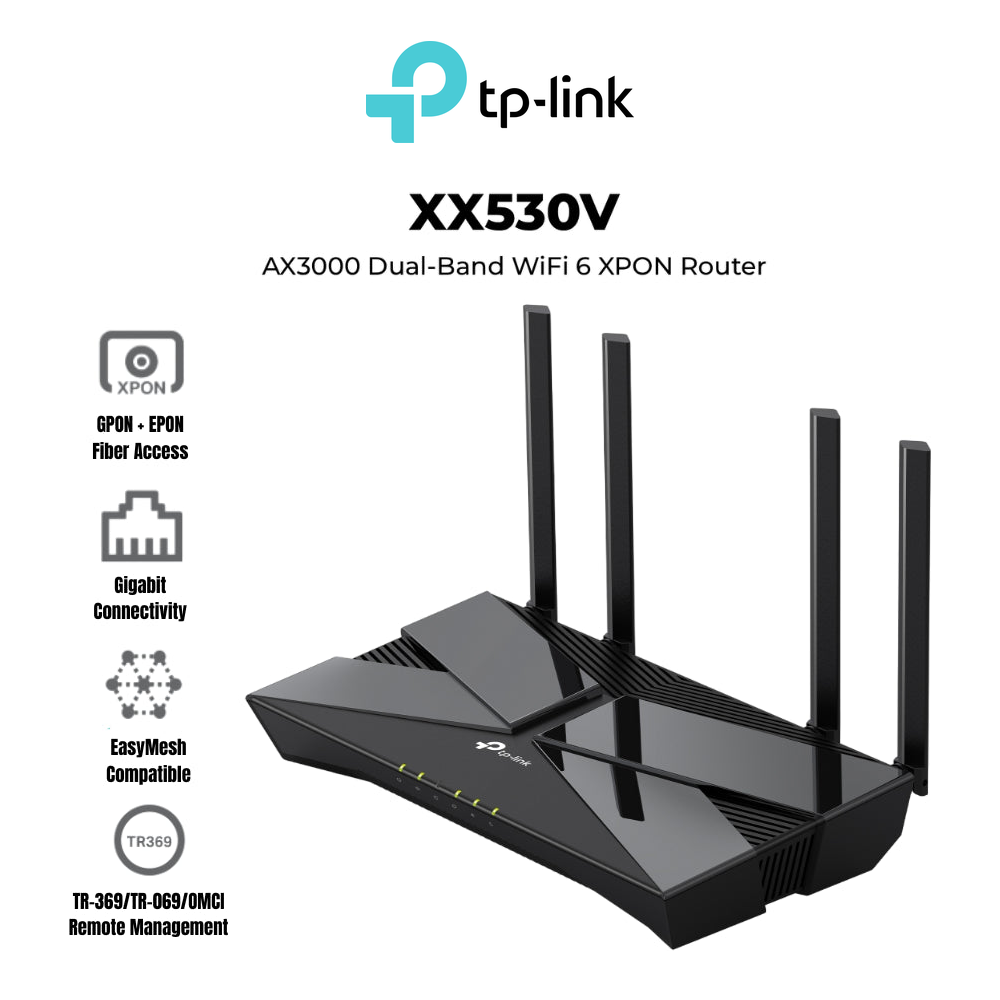 tp-link
XX530V
AX3000 Dual-Band WiFi 6 XPON Router
XPON
GPON + EPON
Fiber Access
Gigabit
Connectivity
EasyMesh
Compatible
TR369
TR-369/TR-069/OMCI
Remote Management
tp-link